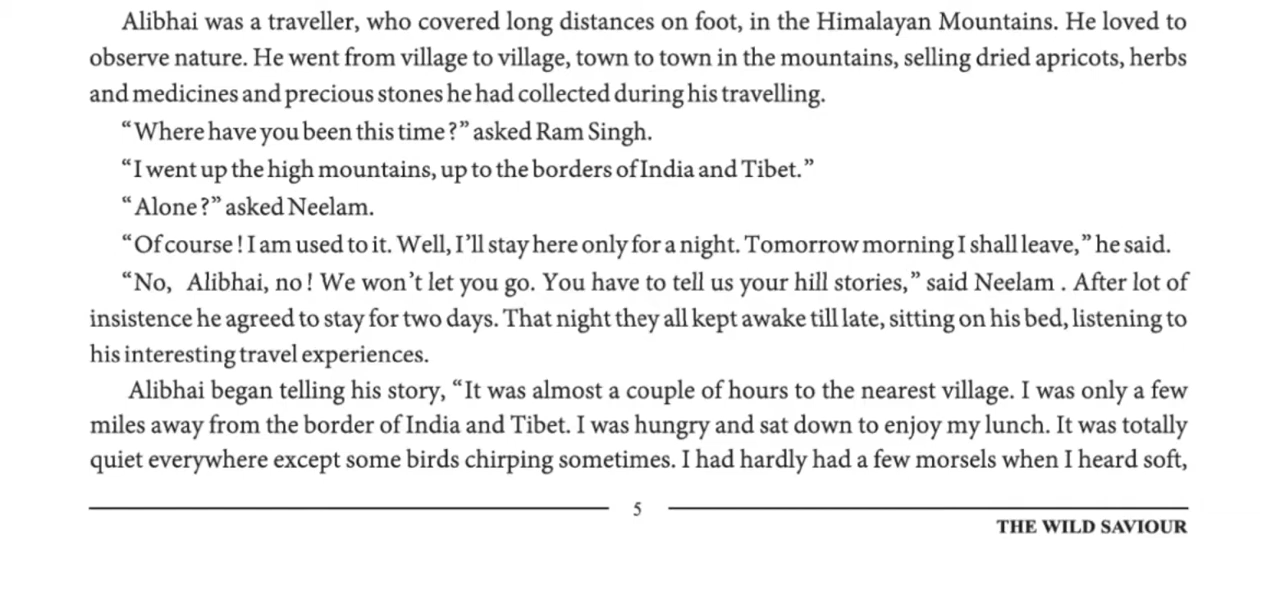 Alibhai was a traveller, who covered long distances on foot, in the Himalayan Mountains. He loved to
observe nature. He went from village to village, town to town in the mountains, selling dried apricots, herbs
and medicines and precious stones he had collected during his travelling.
“Where have you been this time?” asked Ram Singh.
“I went up the high mountains, up to the borders of India and Tibet.”
“Alone?” asked Neelam.
“Of course! I am used to it. Well, I’ll stay here only for a night. Tomorrow morning I shall leave,” he said.
“No, Alibhai, no! We won’t let you go. You have to tell us your hill stories,” said Neelam . After lot of
insistence he agreed to stay for two days. That night they all kept awake till late, sitting on his bed, listening to
his interesting travel experiences.
Alibhai began telling his story, “It was almost a couple of hours to the nearest village. I was only a few
miles away from the border of India and Tibet. I was hungry and sat down to enjoy my lunch. It was totally
quiet everywhere except some birds chirping sometimes. I had hardly had a few morsels when I heard soft,
5
THE WILD SAVIOUR